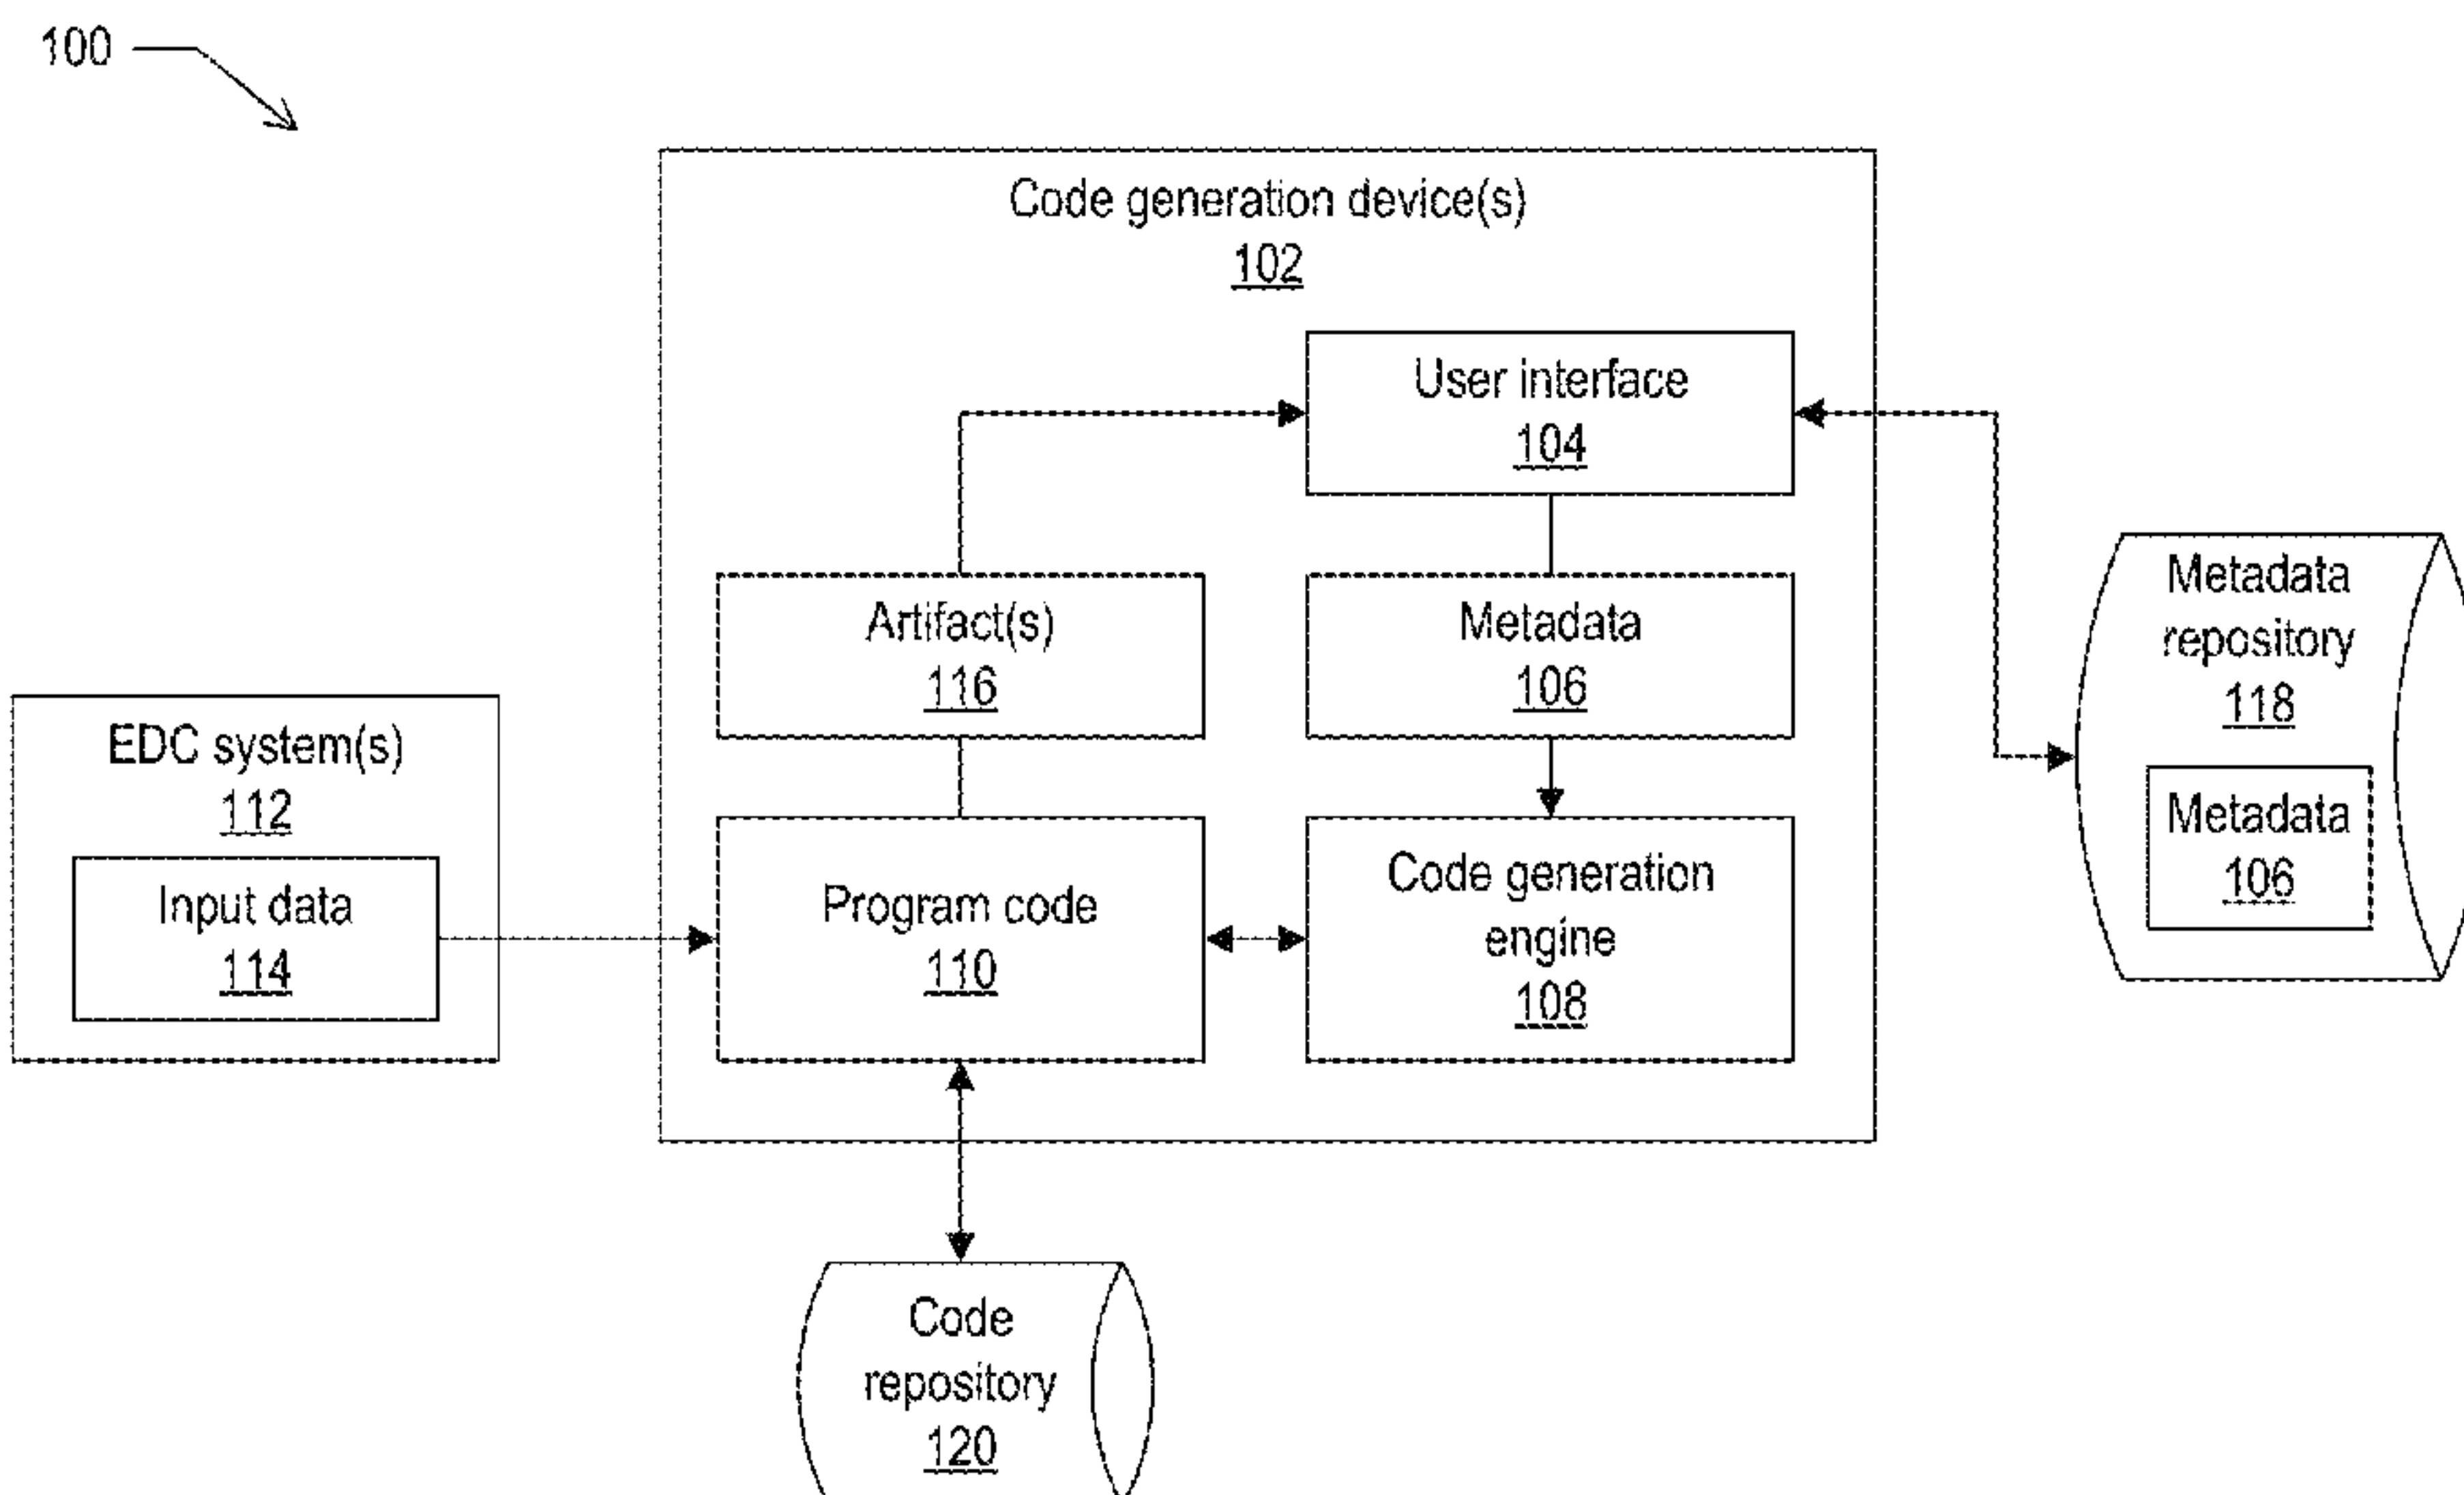 100
Code generation device(s)
102
User interface
104
Artifact(s)
116
Metadata
106
Metadata
repository
118
Metadata
106
EDC system(s)
112
Input data
114
Program code
110
Code generation
engine
108
Code
repository
120